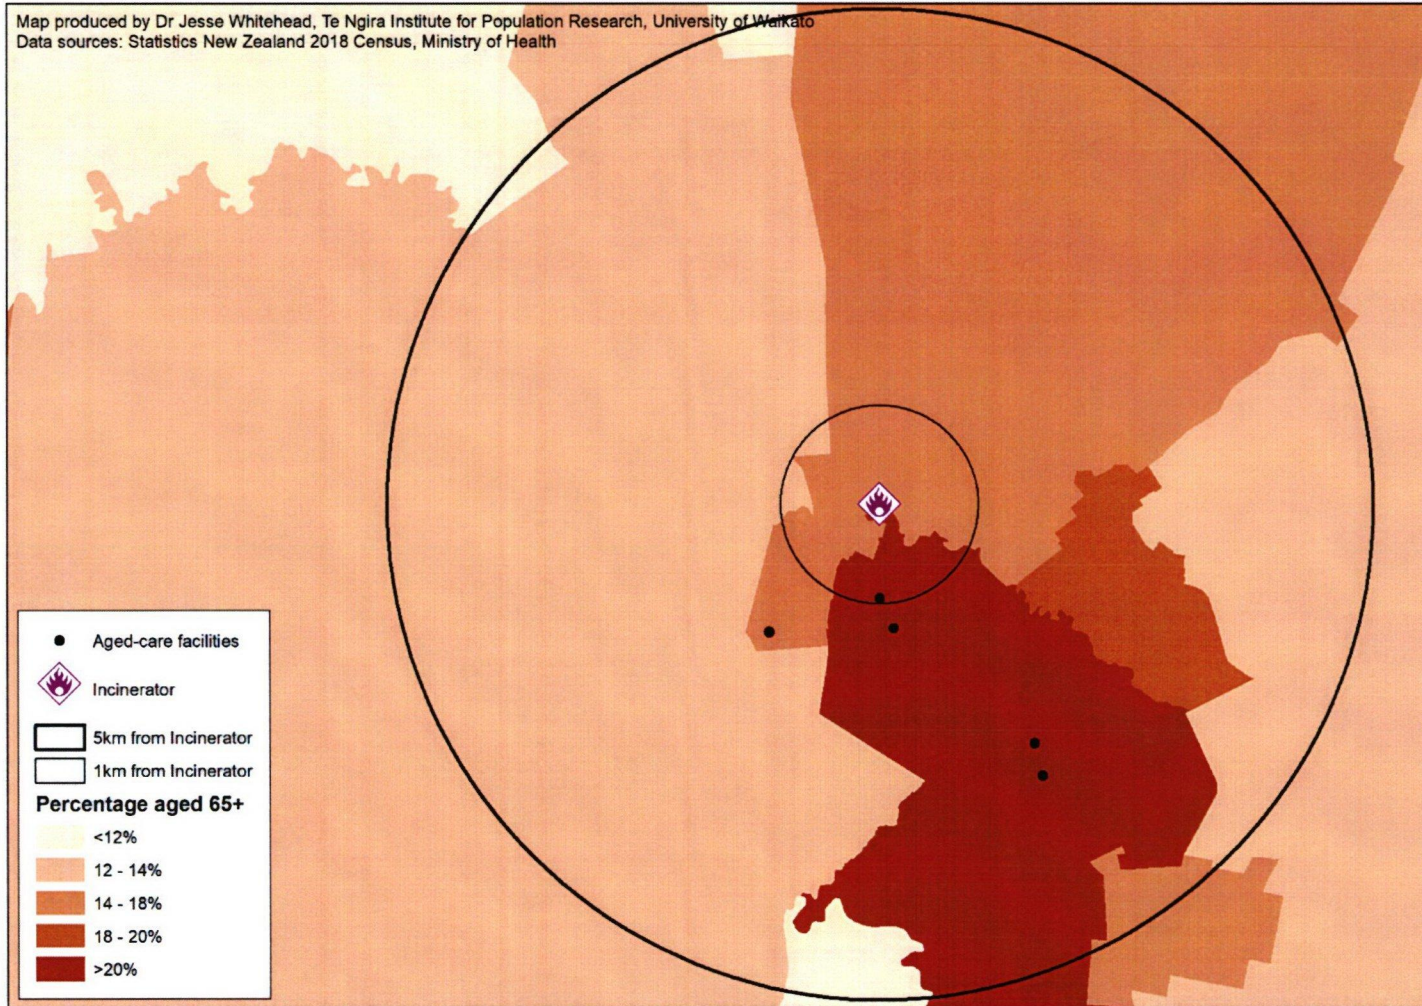 Map produced by Dr Jesse Whitehead, Te Ngira Institute for Population Research, University of Waikato
Data sources: Statistics New Zealand 2018 Census, Ministry of Health
Aged-care facilities
Incinerator
5km from Incinerator
1km from Incinerator
Percentage aged 65+
<12%
12 - 14%
14 - 18%
18 - 20%
>20%